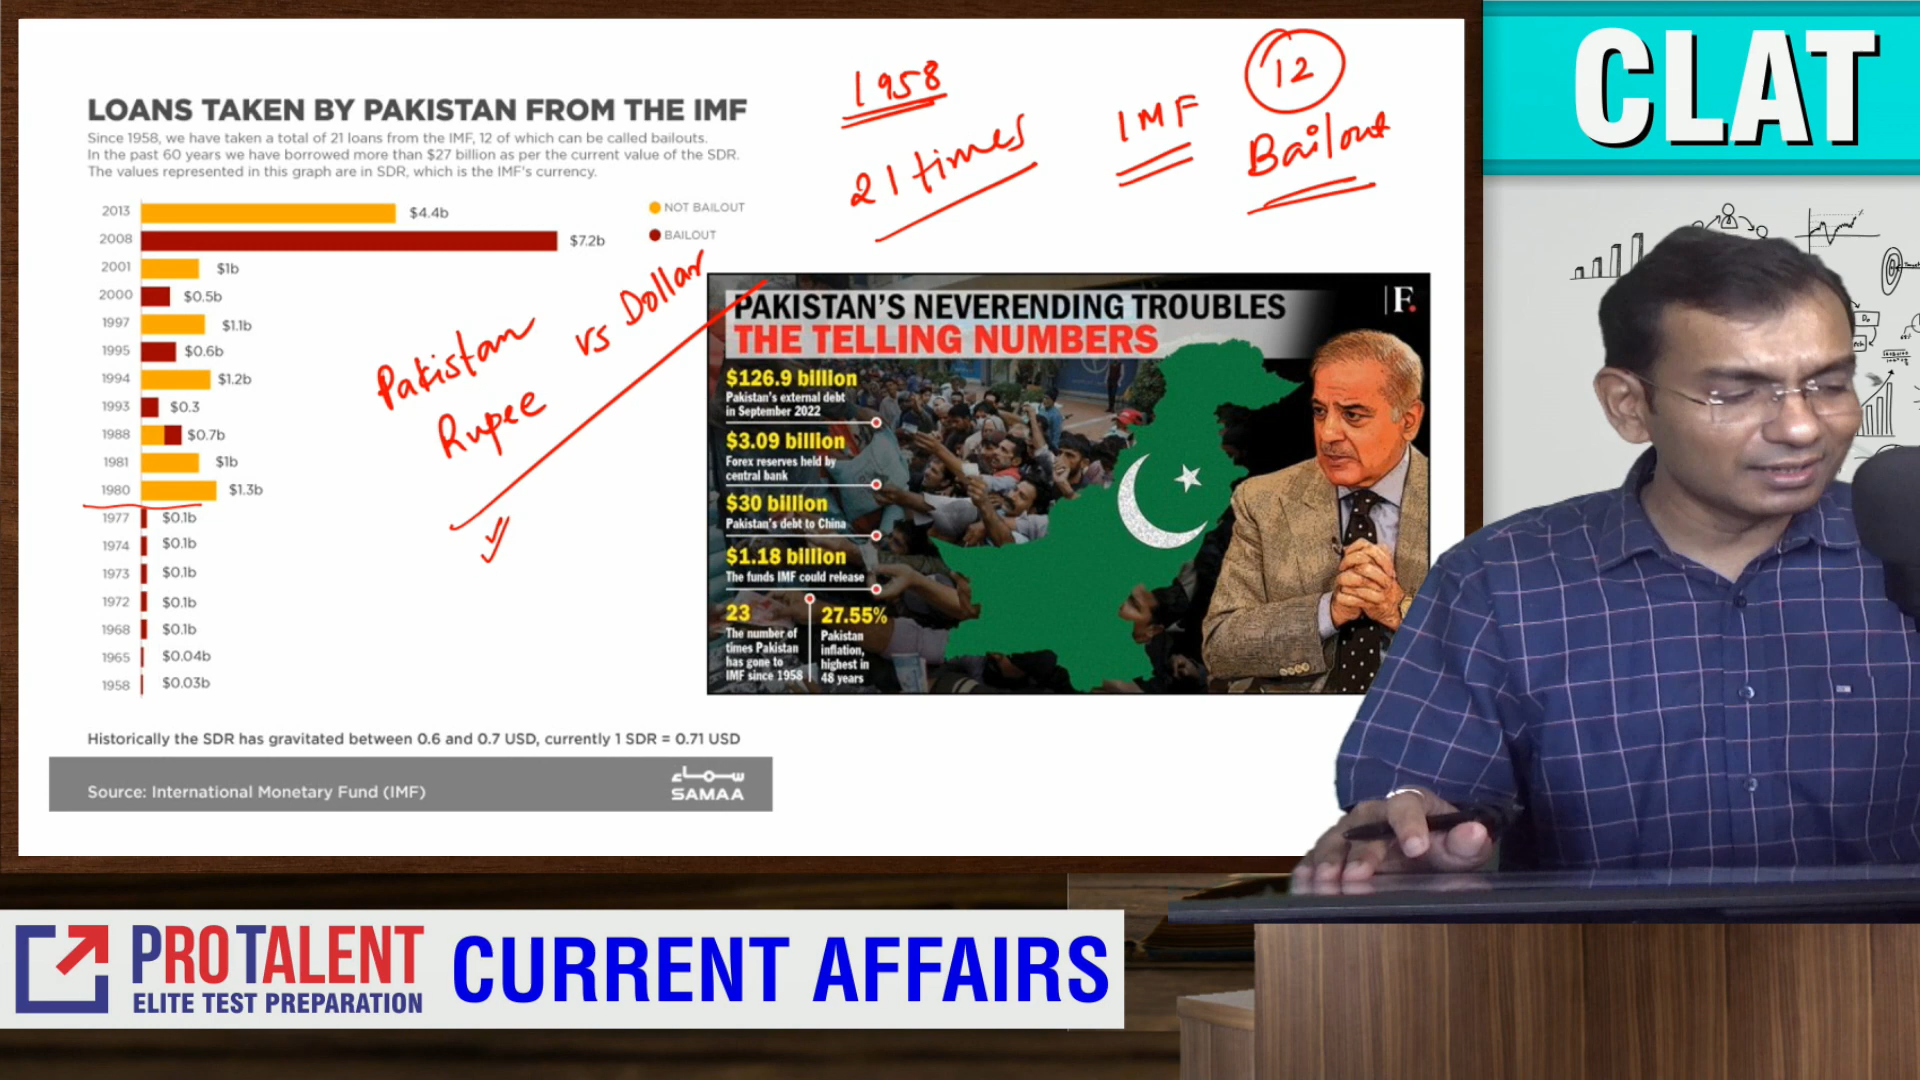 LOANS TAKEN BY PAKISTAN FROM THE IMF
Since 1958, we have taken a total of 21 loans from the IMF, 12 of which can be called bailouts.
In the past 60 years we have borrowed more than $27 billion as per the current value of the SDR.
The values represented in this graph are in SDR, which is the IMF's currency.
NOT BAILOUT
BAILOUT
2013 $4.4b
2008 $7.2b
2001 $1b
2000 $0.5b
1997 $1.1b
1995 $0.6b
1994 $1.2b
1993 $0.3
1988 $0.7b
1981 $1b
1980 $1.3b
1977 $0.1b
1974 $0.1b
1973 $0.1b
1972 $0.1b
1968 $0.1b
1965 $0.04b
1958 $0.03b
Historically the SDR has gravitated between 0.6 and 0.7 USD, currently 1 SDR = 0.71 USD
Source: International Monetary Fund (IMF)
سماء
SAMAA
1958
21 times
IMF
12
Bailout
Pakistan
Rupee
vs Dollar
PAKISTAN'S NEVERENDING TROUBLES
THE TELLING NUMBERS
F.
$126.9 billion
Pakistan's external debt
in September 2022
$3.09 billion
Forex reserves held by
central bank
$30 billion
Pakistan's debt to China
$1.18 billion
The funds IMF could release
23
The number of
times Pakistan
has gone to
IMF since 1958
27.55%
Pakistan
inflation,
highest in
48 years
CLAT
PROTALENT
ELITE TEST PREPARATION
CURRENT AFFAIRS